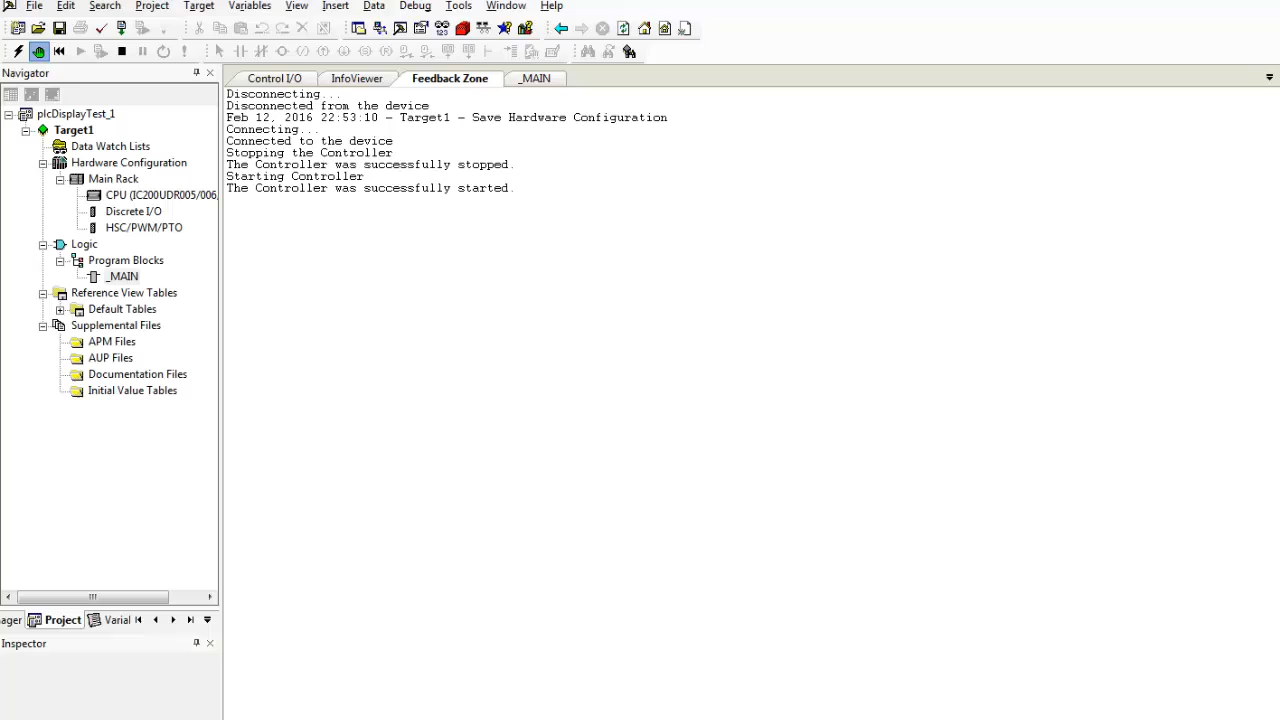 File Edit Search Project Target Variables View Insert Data Debug Tools Window Help
Navigator
Control I/O InfoViewer Feedback Zone _MAIN
plcDisplayTest_1
Target1
Data Watch Lists
Hardware Configuration
Main Rack
CPU (IC200UDR005/006,
Discrete I/O
HSC/PWM/PTO
Logic
Program Blocks
_MAIN
Reference View Tables
Default Tables
Supplemental Files
APM Files
AUP Files
Documentation Files
Initial Value Tables
ager Project Varial
Inspector
Disconnecting...
Disconnected from the device
Feb 12, 2016 22:53:10 - Target1 - Save Hardware Configuration
Connecting...
Connected to the device
Stopping the Controller
The Controller was successfully stopped.
Starting Controller
The Controller was successfully started.